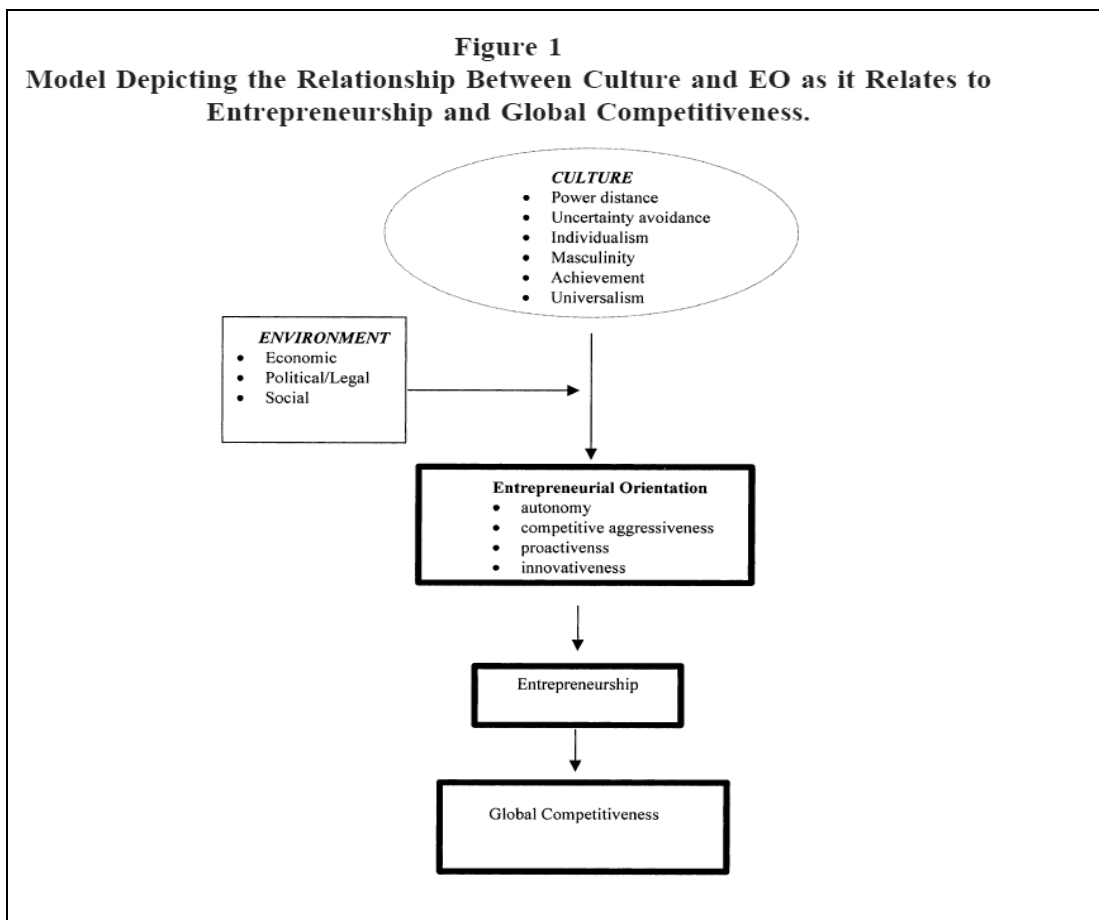 Figure 1
Model Depicting the Relationship Between Culture and EO as it Relates to
Entrepreneurship and Global Competitiveness.
CULTURE
• Power distance
• Uncertainty avoidance
• Individualism
• Masculinity
• Achievement
• Universalism
ENVIRONMENT
• Economic
• Political/Legal
• Social
Entrepreneurial Orientation
• autonomy
• competitive aggressiveness
• proactivenss
• innovativeness
Entrepreneurship
Global Competitiveness